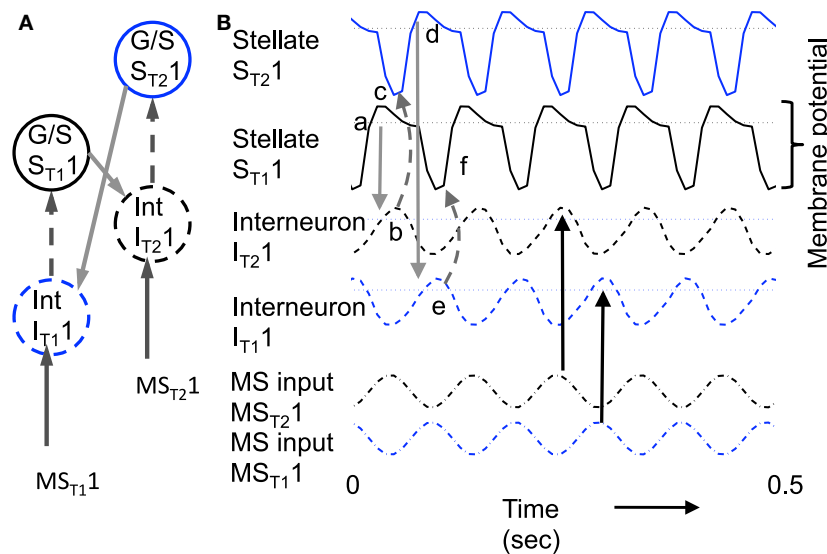 A
G/S
S_T2 1
G/S
S_T1 1
Int
I_T2 1
Int
I_T1 1
MS_T2 1
MS_T1 1
B
Stellate
S_T2 1
Stellate
S_T1 1
Interneuron
I_T2 1
Interneuron
I_T1 1
MS input
MS_T2 1
MS input
MS_T1 1
d
c
a
f
b
e
Membrane potential
0
0.5
Time
(sec)